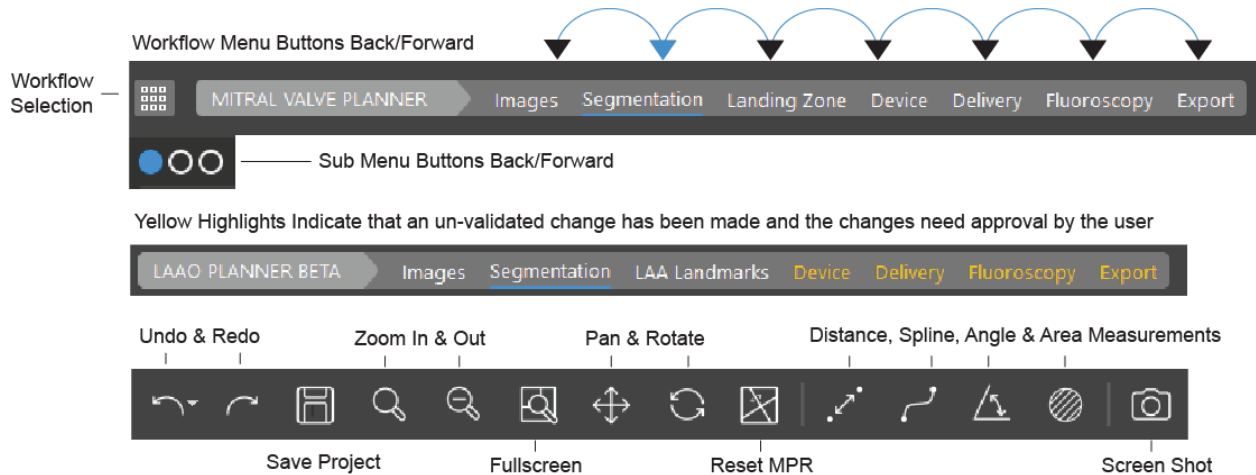 Workflow Menu Buttons Back/Forward
Workflow
Selection
MITRAL VALVE PLANNER Images Segmentation Landing Zone Device Delivery Fluoroscopy Export
Sub Menu Buttons Back/Forward
Yellow Highlights Indicate that an un-validated change has been made and the changes need approval by the user
LAAO PLANNER BETA Images Segmentation LAA Landmarks Device Delivery Fluoroscopy Export
Undo & Redo Zoom In & Out Pan & Rotate Distance, Spline, Angle & Area Measurements
Save Project Fullscreen Reset MPR Screen Shot